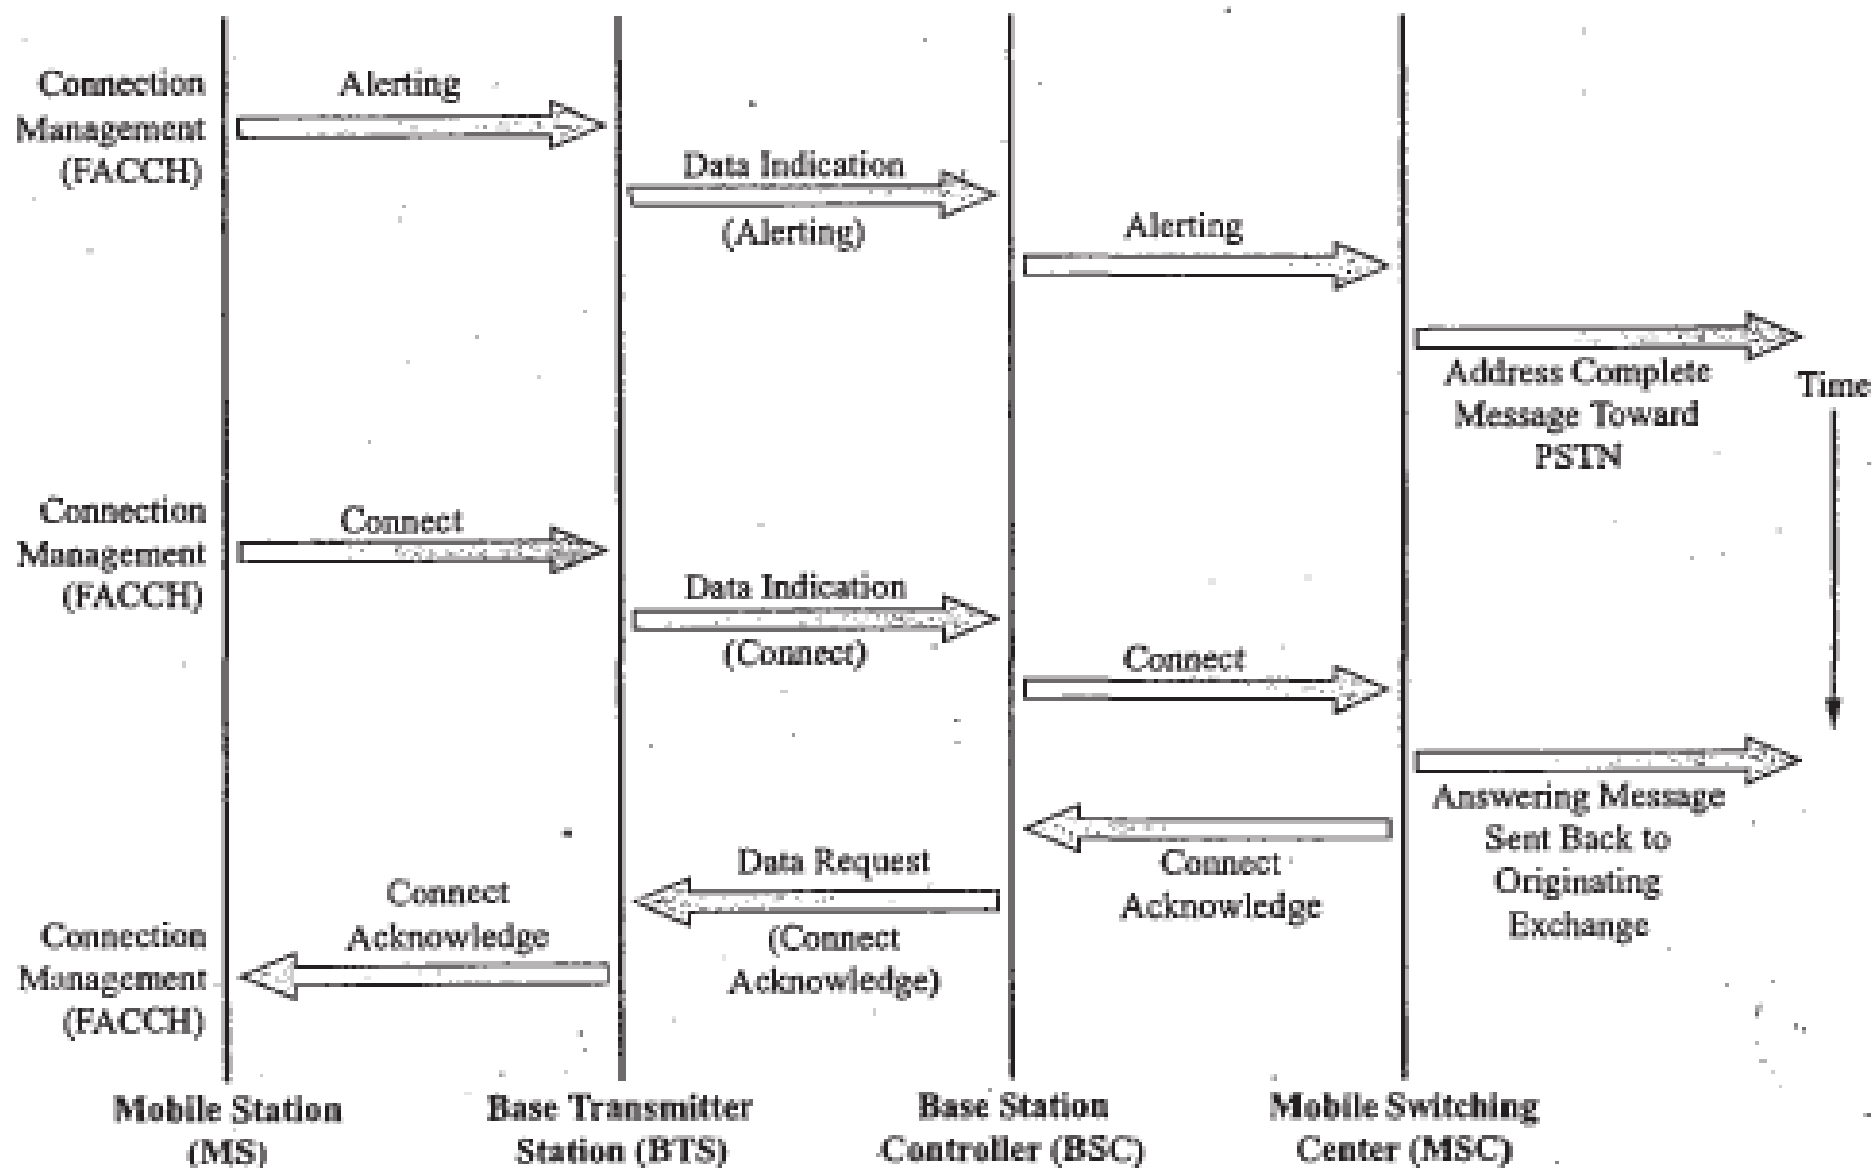 Connection
Management
(FACCH)
Alerting
Data Indication
(Alerting)
Alerting
Address Complete
Message Toward
PSTN
Time
Connection
Management
(FACCH)
Connect
Data Indication
(Connect)
Connect
Answering Message
Sent Back to
Originating
Exchange
Connect
Acknowledge
Data Request
(Connect
Acknowledge)
Connect
Acknowledge
Connection
Management
(FACCH)
Mobile Station
(MS)
Base Transmitter
Station (BTS)
Base Station
Controller (BSC)
Mobile Switching
Center (MSC)